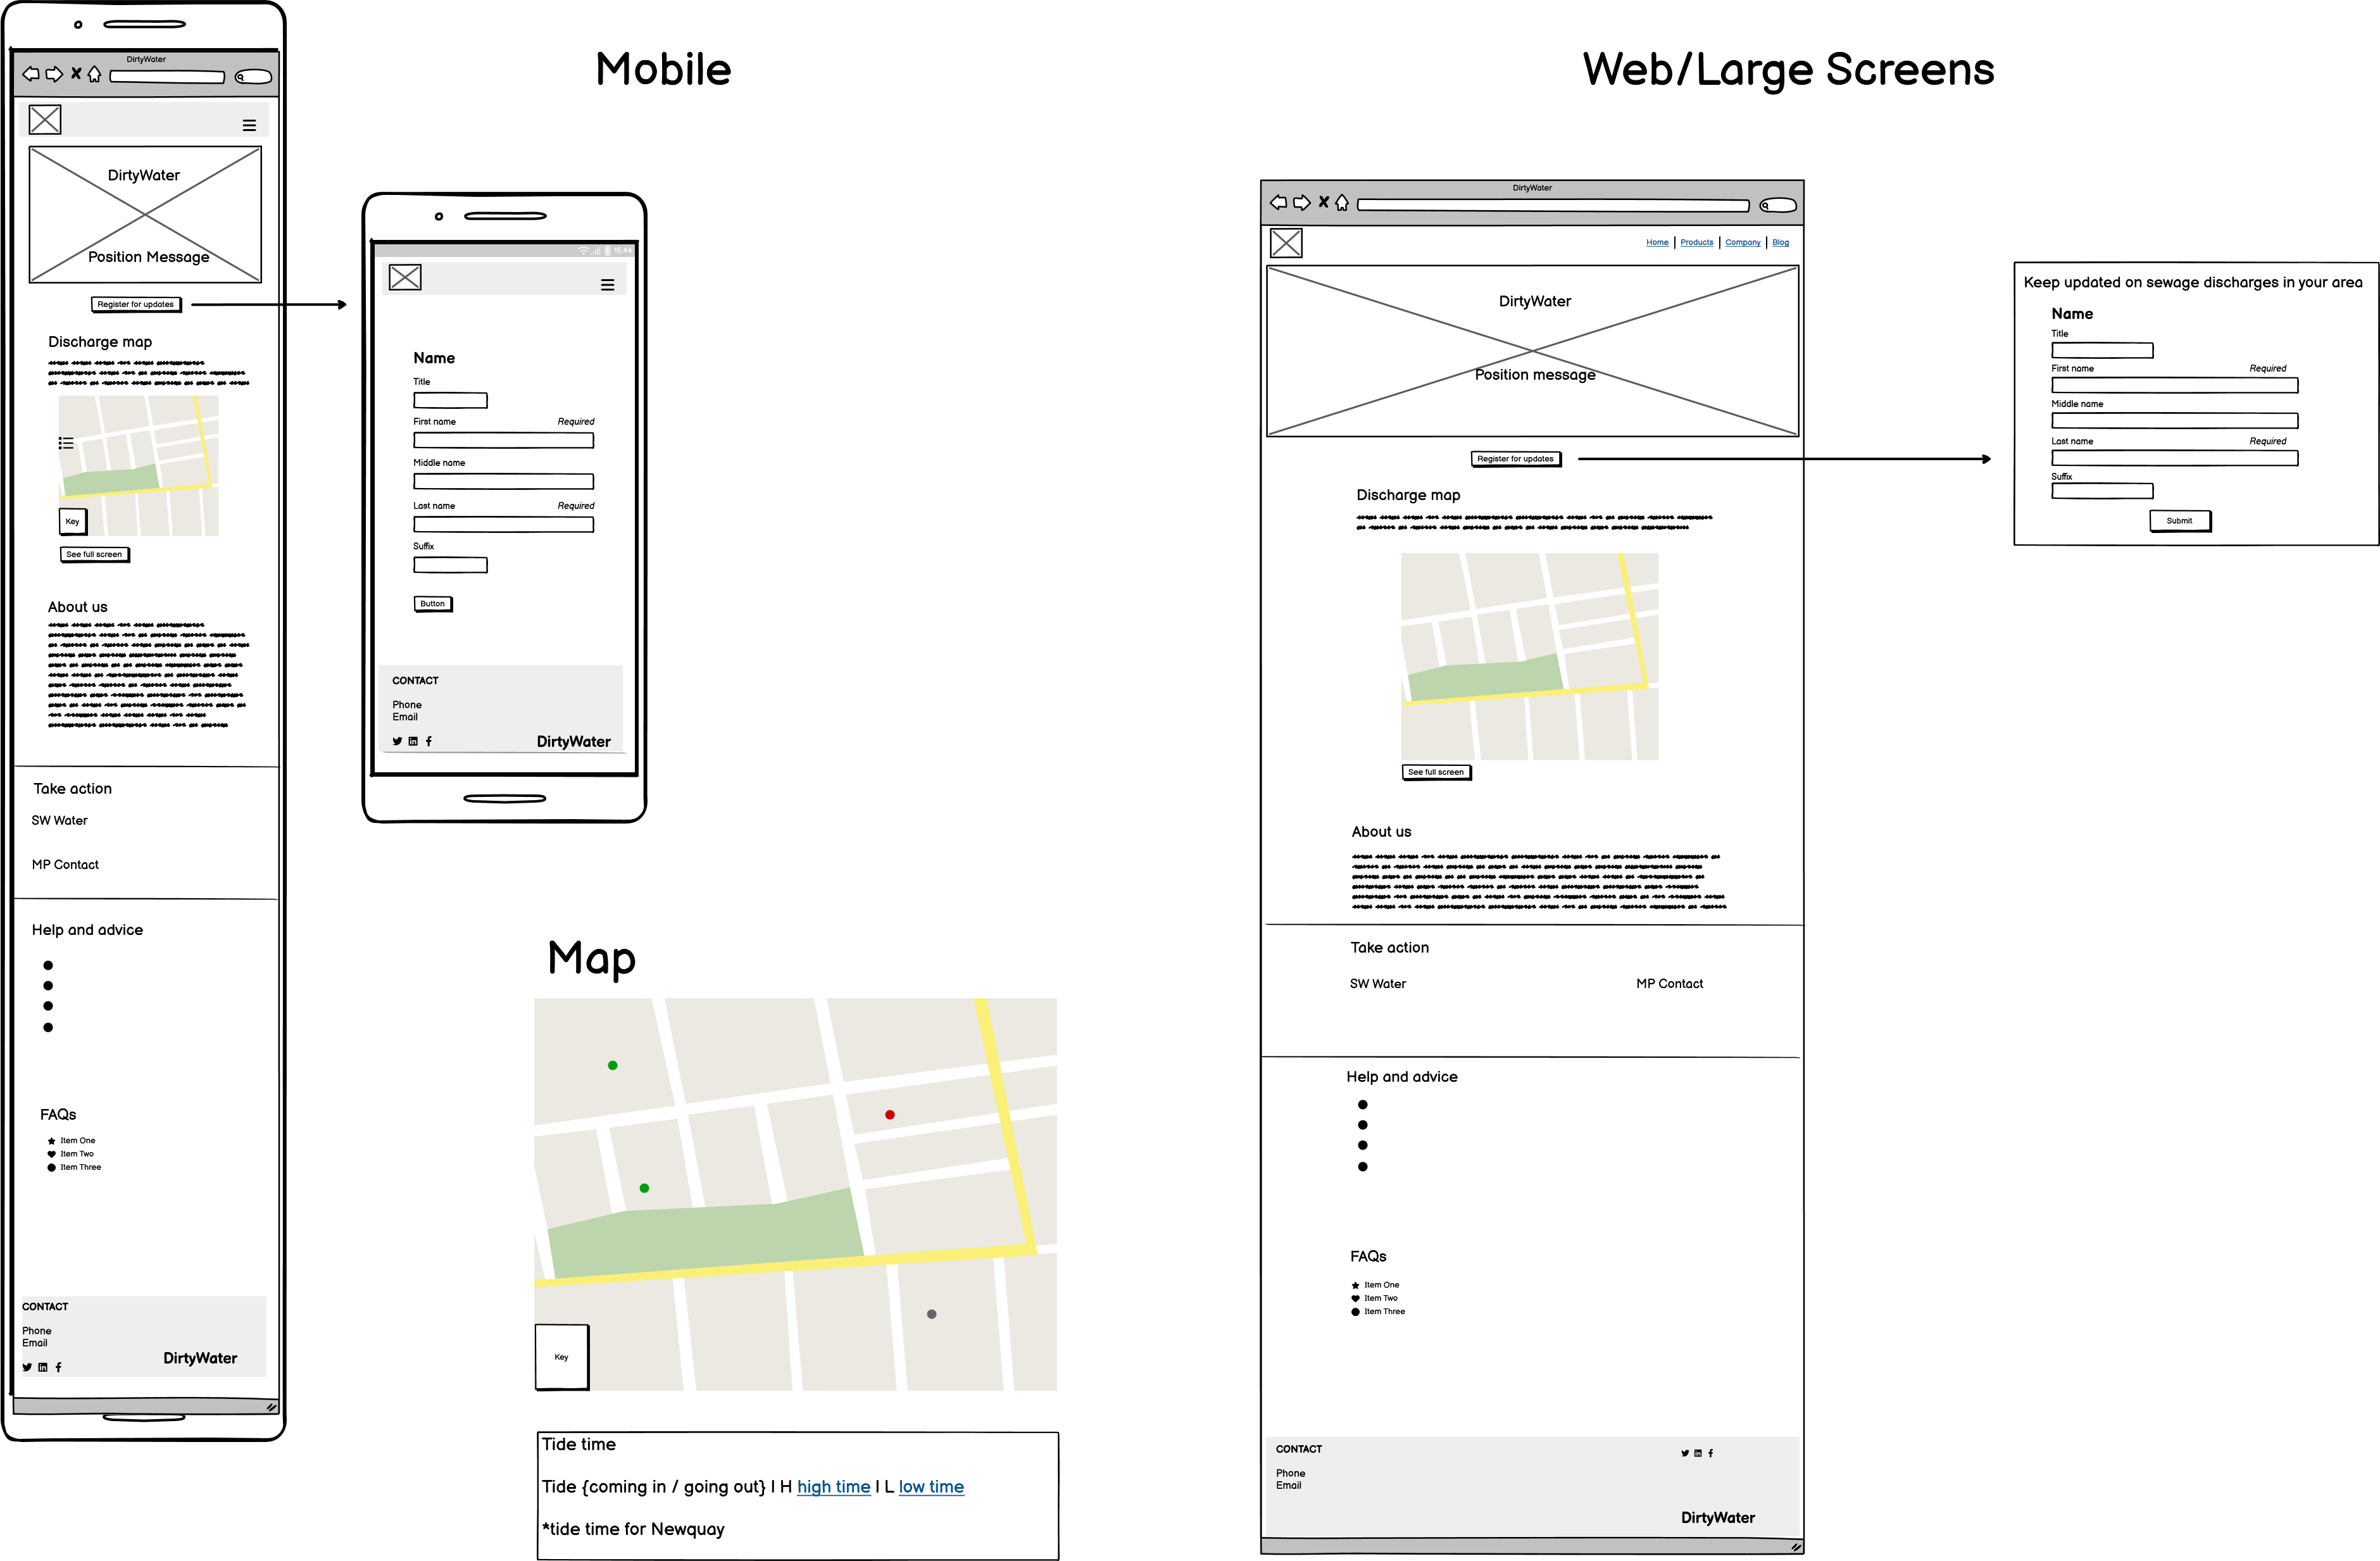 Mobile
Web/Large Screens
DirtyWater
DirtyWater
Position Message
Register for updates
Discharge map
Key
See full screen
About us
Take action
SW Water
MP Contact
Help and advice
FAQs
Item One
Item Two
Item Three
CONTACT
Phone
Email
DirtyWater
15:44
Name
Title
First name Required
Middle name
Last name Required
Suffix
Button
CONTACT
Phone
Email
DirtyWater
Map
Key
Tide time
Tide {coming in / going out} I H high time I L low time
*tide time for Newquay
DirtyWater
Home | Products | Company | Blog
DirtyWater
Position message
Register for updates
Discharge map
See full screen
About us
Take action
SW Water MP Contact
Help and advice
FAQs
Item One
Item Two
Item Three
CONTACT
Phone
Email
DirtyWater
Keep updated on sewage discharges in your area
Name
Title
First name Required
Middle name
Last name Required
Suffix
Submit